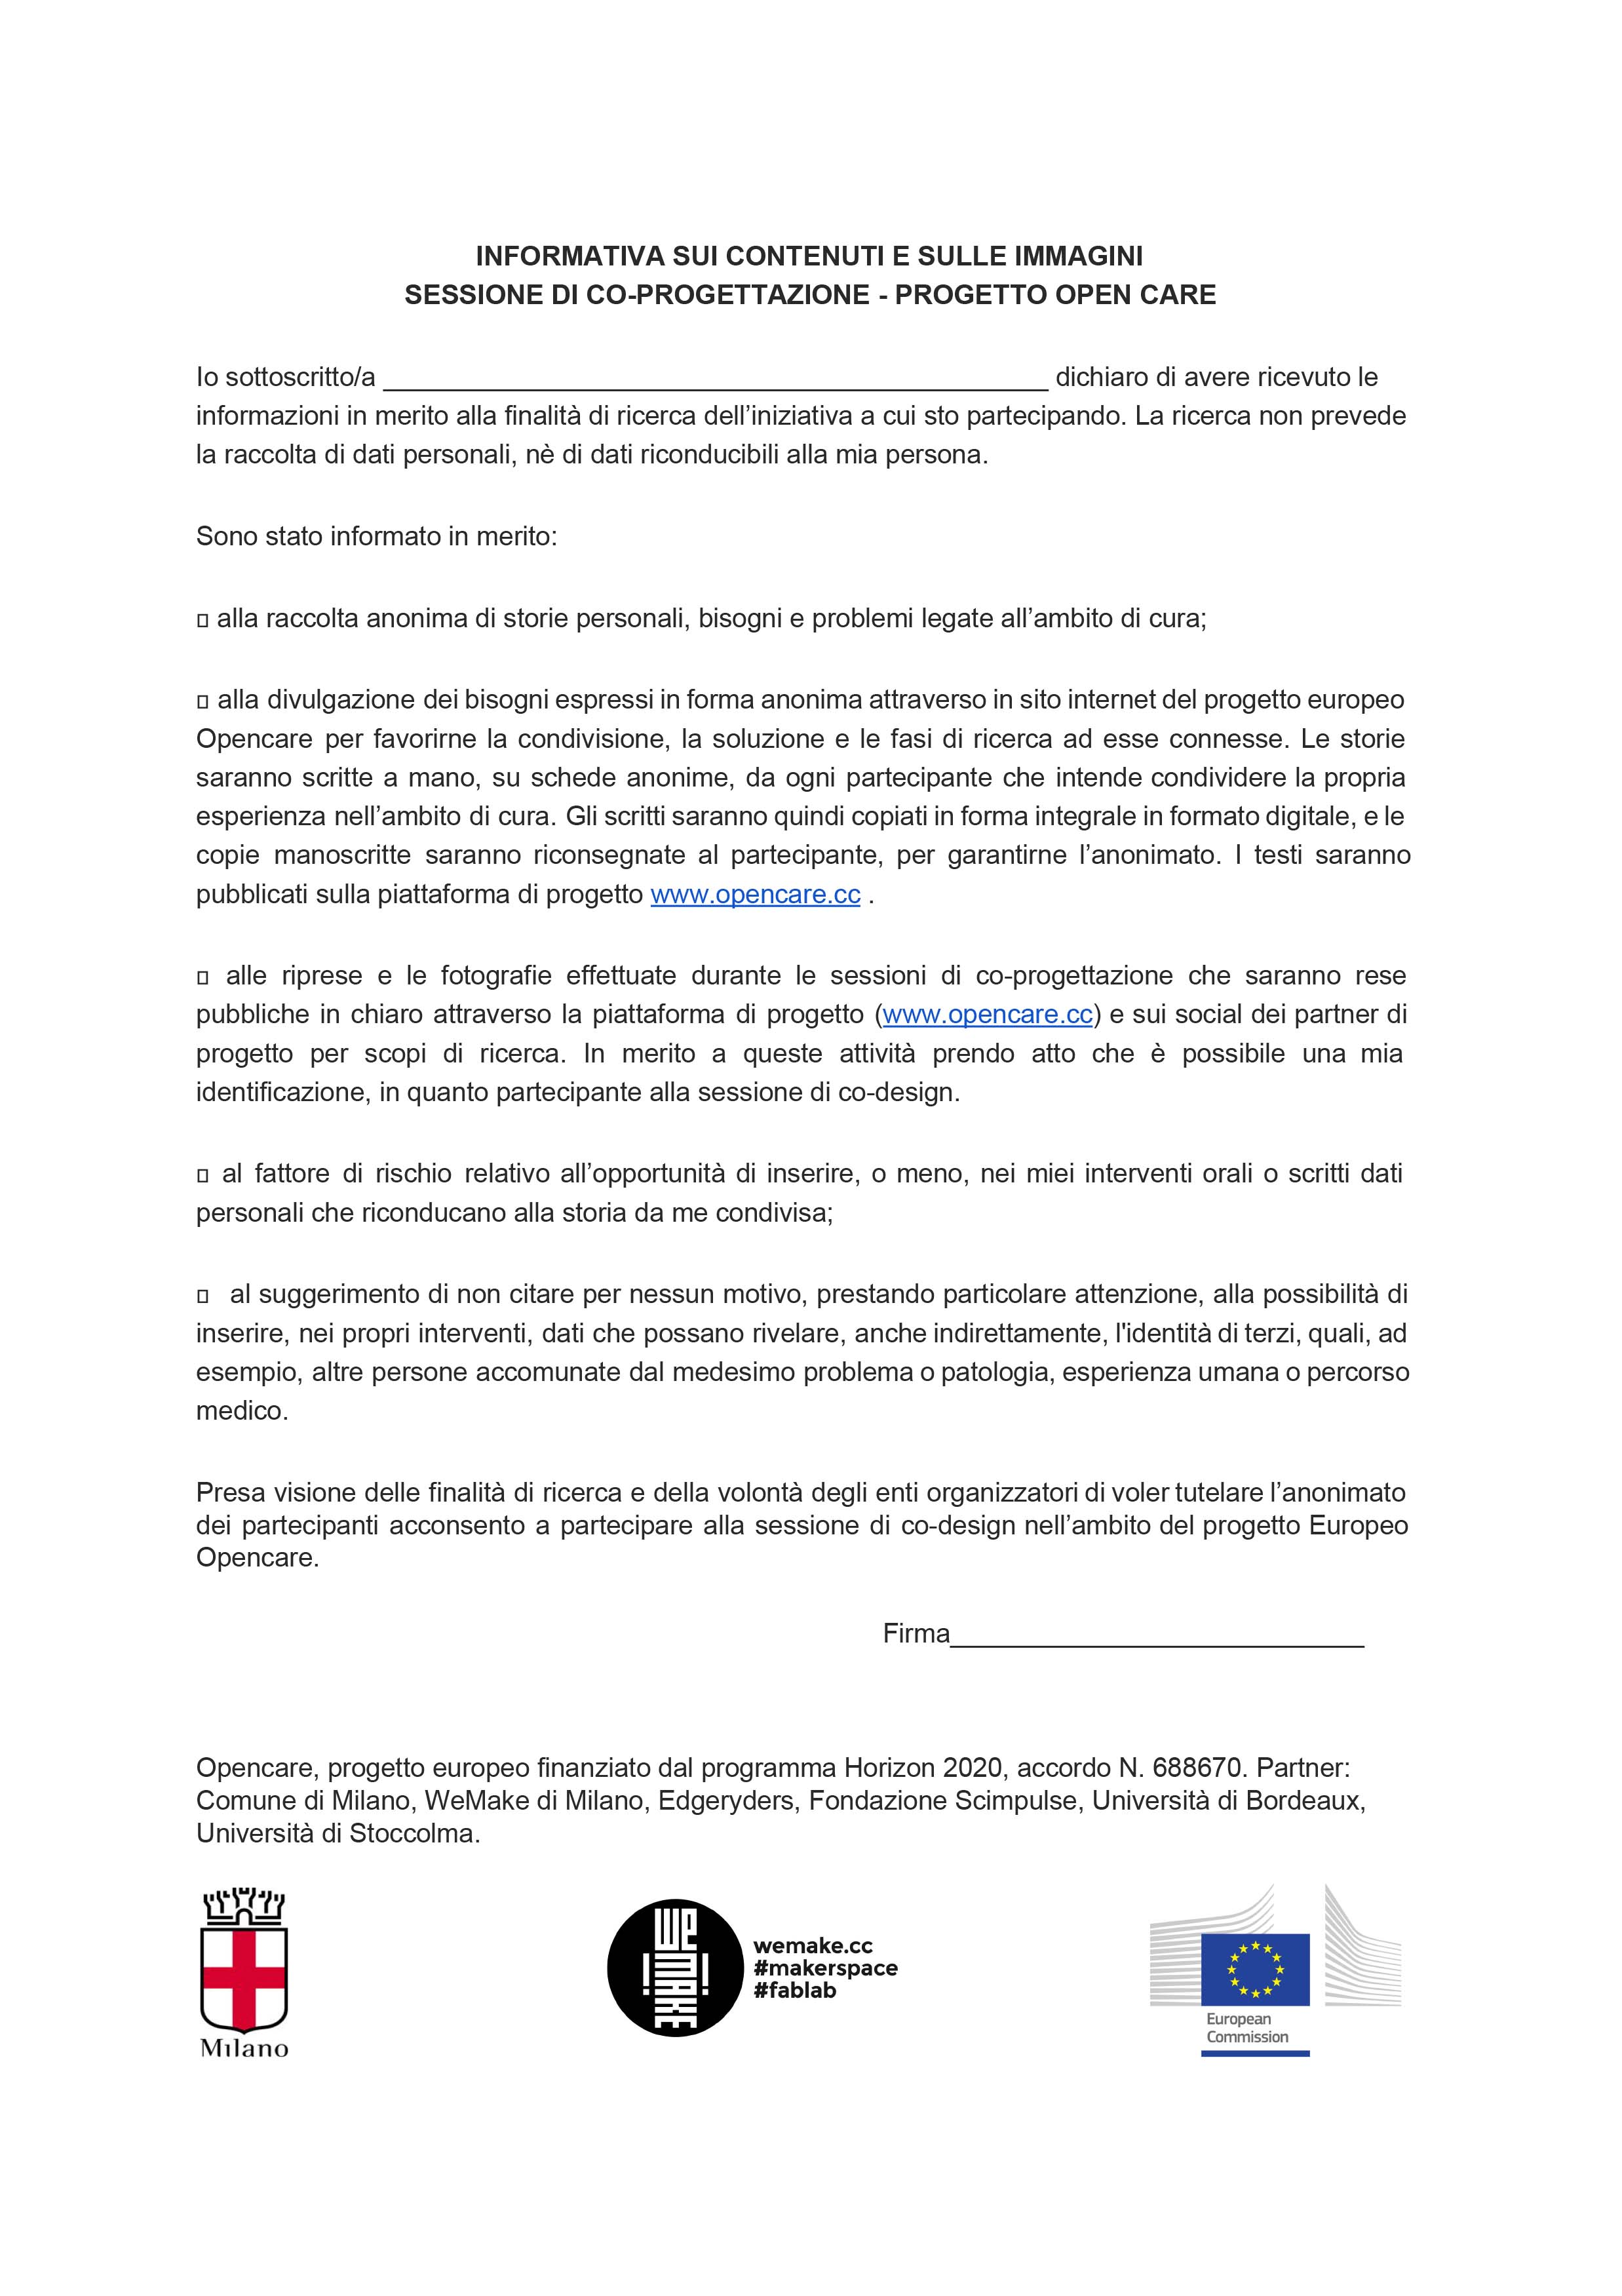 INFORMATIVA SUI CONTENUTI E SULLE IMMAGINI
SESSIONE DI CO-PROGETTAZIONE - PROGETTO OPEN CARE
Io sottoscritto/a ____________________________________________ dichiaro di avere ricevuto le
informazioni in merito alla finalità di ricerca dell’iniziativa a cui sto partecipando. La ricerca non prevede
la raccolta di dati personali, nè di dati riconducibili alla mia persona.
Sono stato informato in merito:
▯ alla raccolta anonima di storie personali, bisogni e problemi legate all’ambito di cura;
▯ alla divulgazione dei bisogni espressi in forma anonima attraverso in sito internet del progetto europeo
Opencare per favorirne la condivisione, la soluzione e le fasi di ricerca ad esse connesse. Le storie
saranno scritte a mano, su schede anonime, da ogni partecipante che intende condividere la propria
esperienza nell’ambito di cura. Gli scritti saranno quindi copiati in forma integrale in formato digitale, e le
copie manoscritte saranno riconsegnate al partecipante, per garantirne l’anonimato. I testi saranno
pubblicati sulla piattaforma di progetto www.opencare.cc .
▯ alle riprese e le fotografie effettuate durante le sessioni di co-progettazione che saranno rese
pubbliche in chiaro attraverso la piattaforma di progetto (www.opencare.cc) e sui social dei partner di
progetto per scopi di ricerca. In merito a queste attività prendo atto che è possibile una mia
identificazione, in quanto partecipante alla sessione di co-design.
▯ al fattore di rischio relativo all’opportunità di inserire, o meno, nei miei interventi orali o scritti dati
personali che riconducano alla storia da me condivisa;
▯ al suggerimento di non citare per nessun motivo, prestando particolare attenzione, alla possibilità di
inserire, nei propri interventi, dati che possano rivelare, anche indirettamente, l'identità di terzi, quali, ad
esempio, altre persone accomunate dal medesimo problema o patologia, esperienza umana o percorso
medico.
Presa visione delle finalità di ricerca e della volontà degli enti organizzatori di voler tutelare l’anonimato
dei partecipanti acconsento a partecipare alla sessione di co-design nell’ambito del progetto Europeo
Opencare.
Firma___________________________
Opencare, progetto europeo finanziato dal programma Horizon 2020, accordo N. 688670. Partner:
Comune di Milano, WeMake di Milano, Edgeryders, Fondazione Scimpulse, Università di Bordeaux,
Università di Stoccolma.
Milano
wemake.cc
#makerspace
#fablab
European
Commission